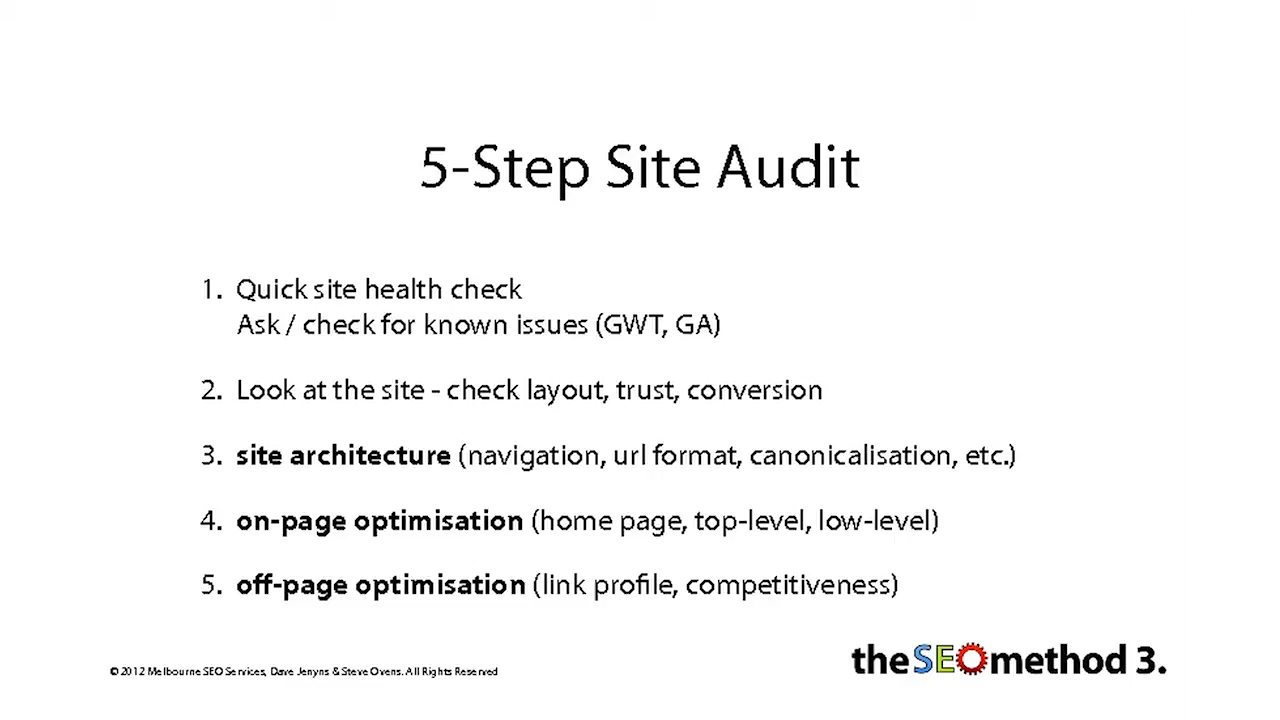 5-Step Site Audit
1. Quick site health check
Ask / check for known issues (GWT, GA)
2. Look at the site - check layout, trust, conversion
3. site architecture (navigation, url format, canonicalisation, etc.)
4. on-page optimisation (home page, top-level, low-level)
5. off-page optimisation (link profile, competitiveness)
© 2012 Melbourne SEO Services, Dave Jenyns & Steve Ovens. All Rights Reserved
the SEO method 3.